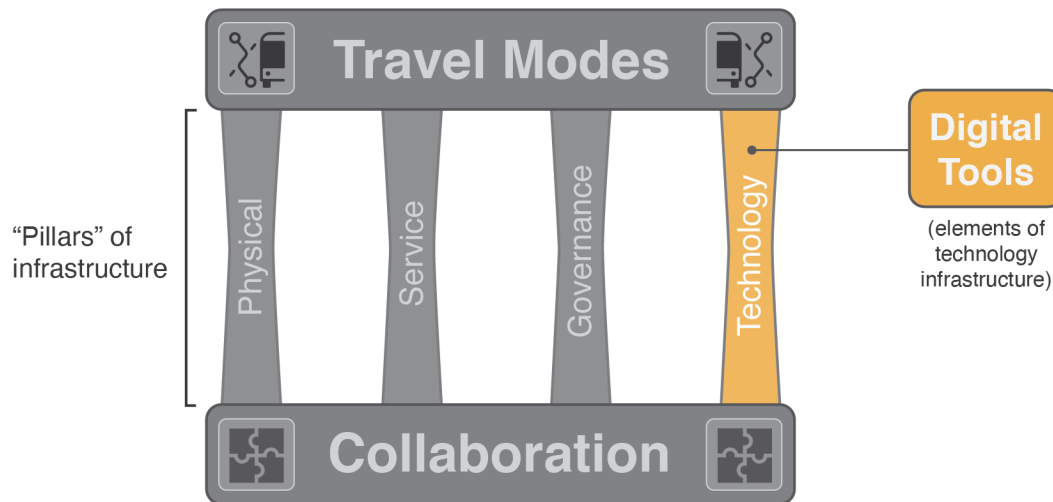 Travel Modes
“Pillars” of
infrastructure
Physical
Service
Governance
Technology
Digital
Tools
(elements of
technology
infrastructure)
Collaboration